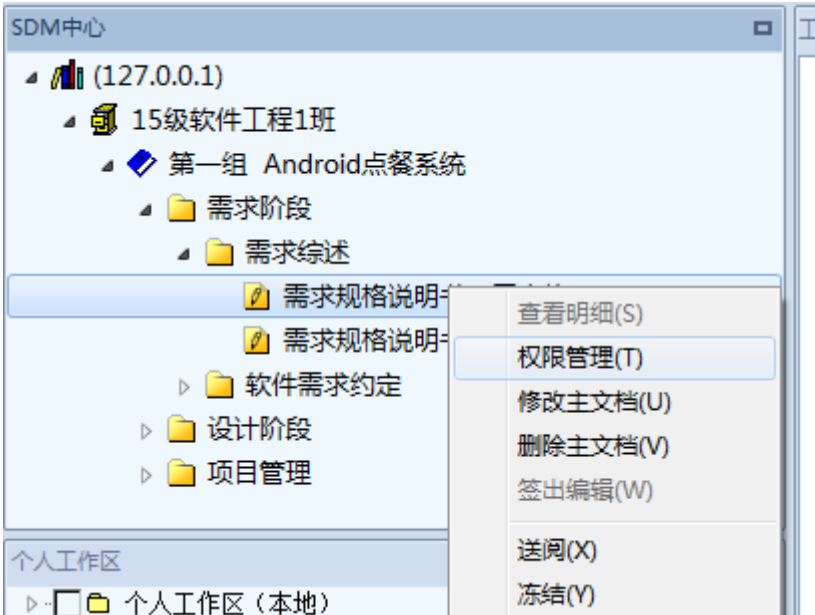 SDM中心
工
(127.0.0.1)
15级软件工程1班
第一组 Android点餐系统
需求阶段
需求综述
需求规格说明
需求规格说明
软件需求约定
设计阶段
项目管理
查看明细(S)
权限管理(T)
修改主文档(U)
删除主文档(V)
签出编辑(W)
送阅(X)
冻结(Y)
个人工作区
个人工作区（本地）